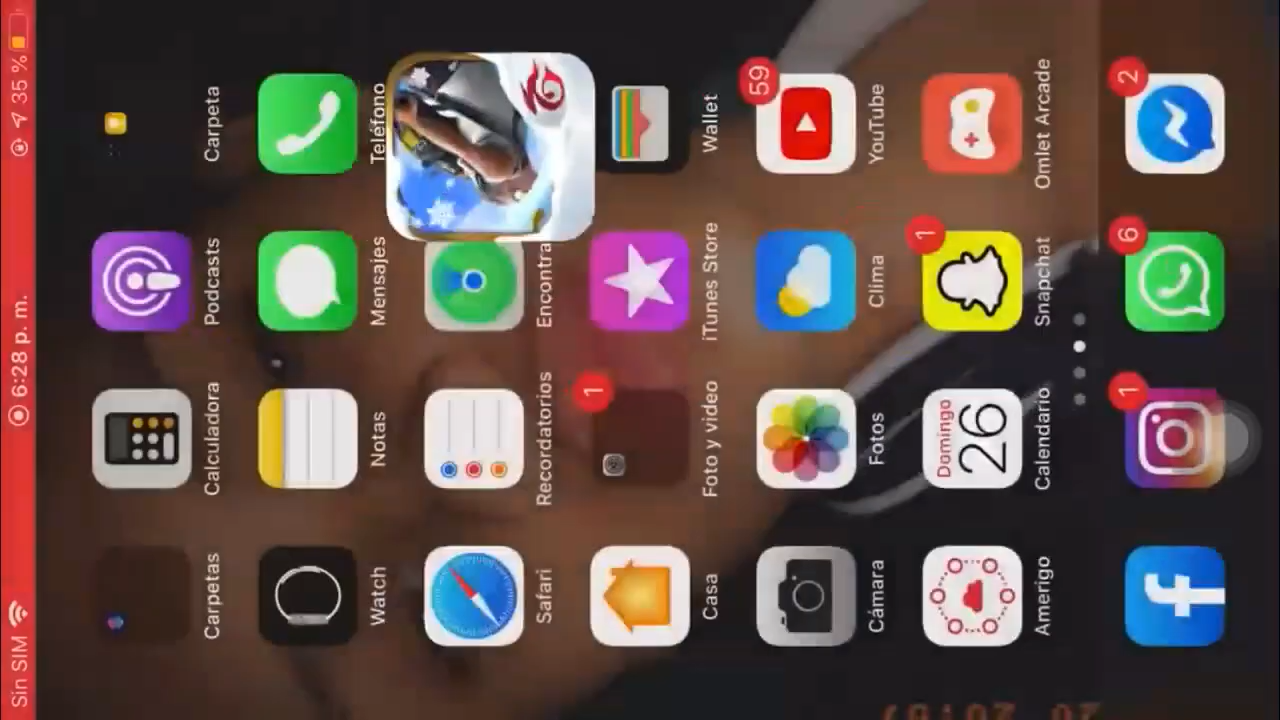 Sin SIM 6:28 p. m. 35 %
Carpetas Calculadora Podcasts Carpeta
Watch Notas Mensajes Teléfono
Safari Recordatorios Encontra
1
Casa Foto y video iTunes Store Wallet
59
Cámara Fotos Clima YouTube
Domingo 1
26
Amerigo Calendario Snapchat Omlet Arcade
1 6 2